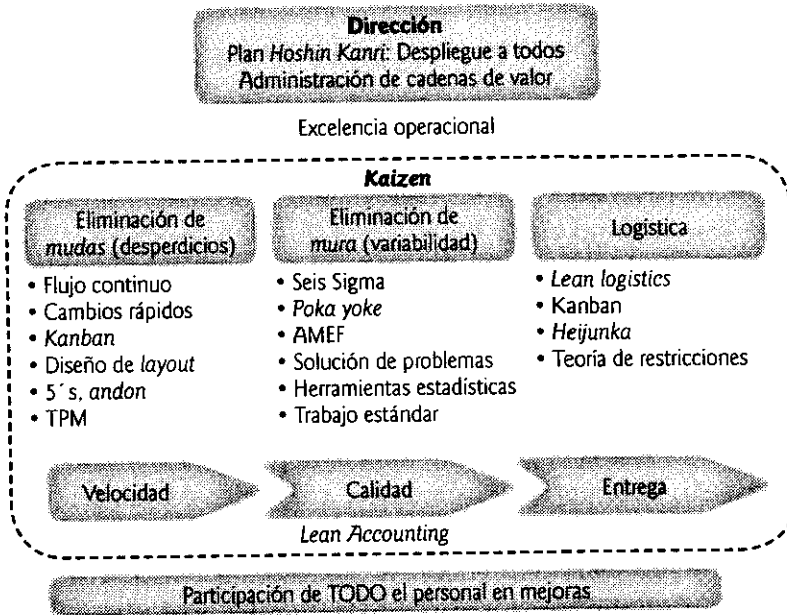 Dirección
Plan Hoshin Kanri: Despliegue a todos
Administración de cadenas de valor
Excelencia operacional
Kaizen
Eliminación de
mudas (desperdicios)
• Flujo continuo
• Cambios rápidos
• Kanban
• Diseño de layout
• 5´s, andon
• TPM
Velocidad
Eliminación de
mura (variabilidad)
• Seis Sigma
• Poka yoke
• AMEF
• Solución de problemas
• Herramientas estadísticas
• Trabajo estándar
Calidad
Logística
• Lean logistics
• Kanban
• Heijunka
• Teoría de restricciones
Entrega
Lean Accounting
Participación de TODO el personal en mejoras